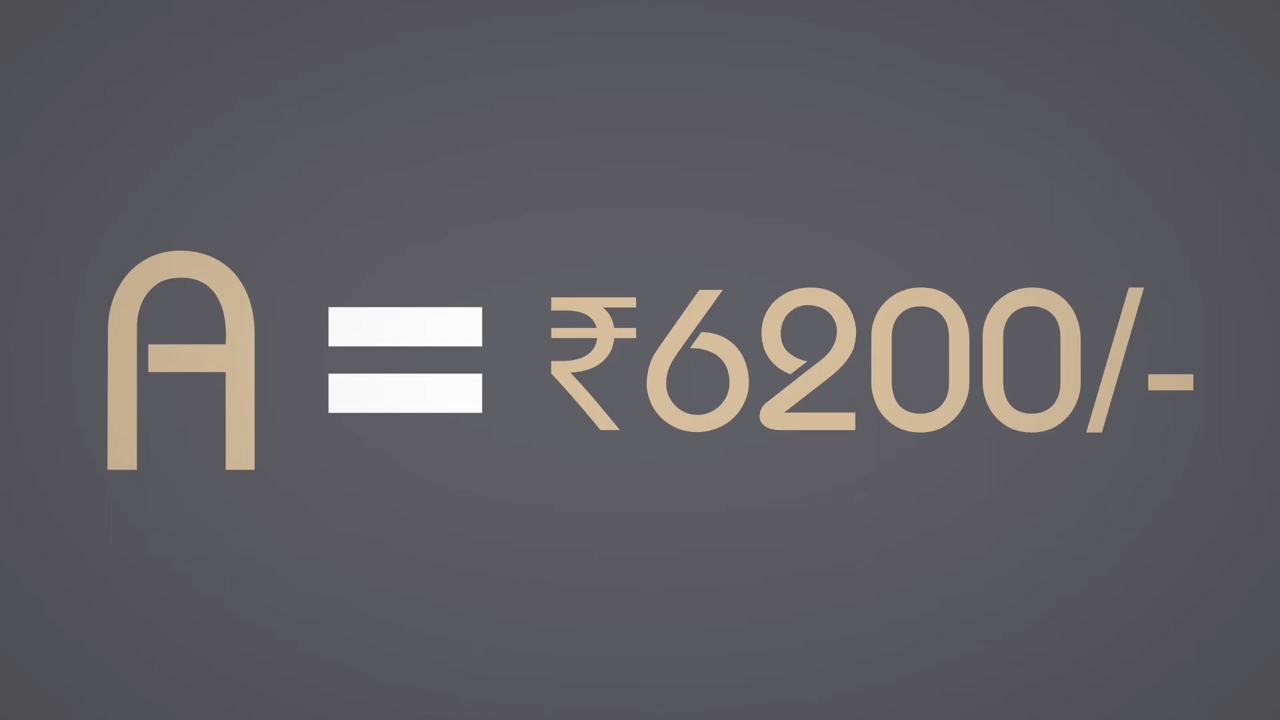 A = ₹6200/-